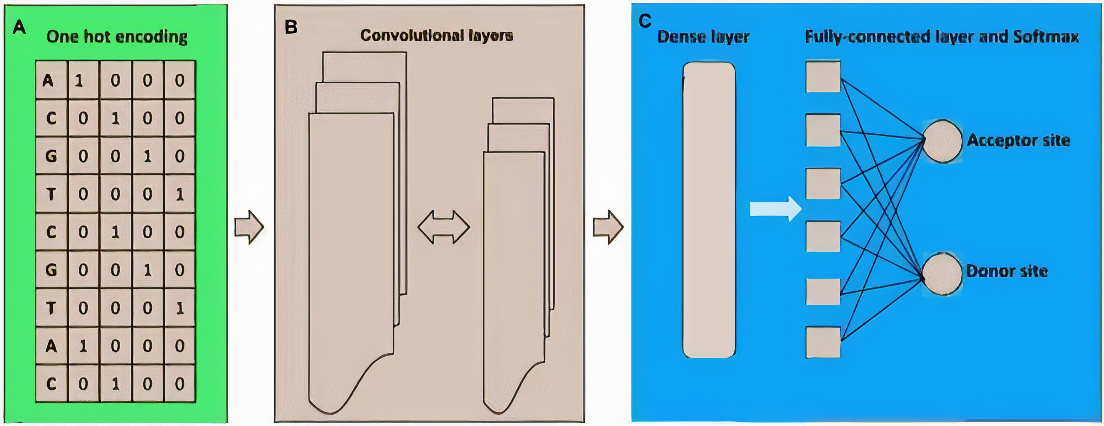 A
One hot encoding
A 1 0 0 0
C 0 1 0 0
G 0 0 1 0
T 0 0 0 1
C 0 1 0 0
G 0 0 1 0
T 0 0 0 1
A 1 0 0 0
C 0 1 0 0
B
Convolutional layers
C
Dense layer
Fully-connected layer and Softmax
Acceptor site
Donor site